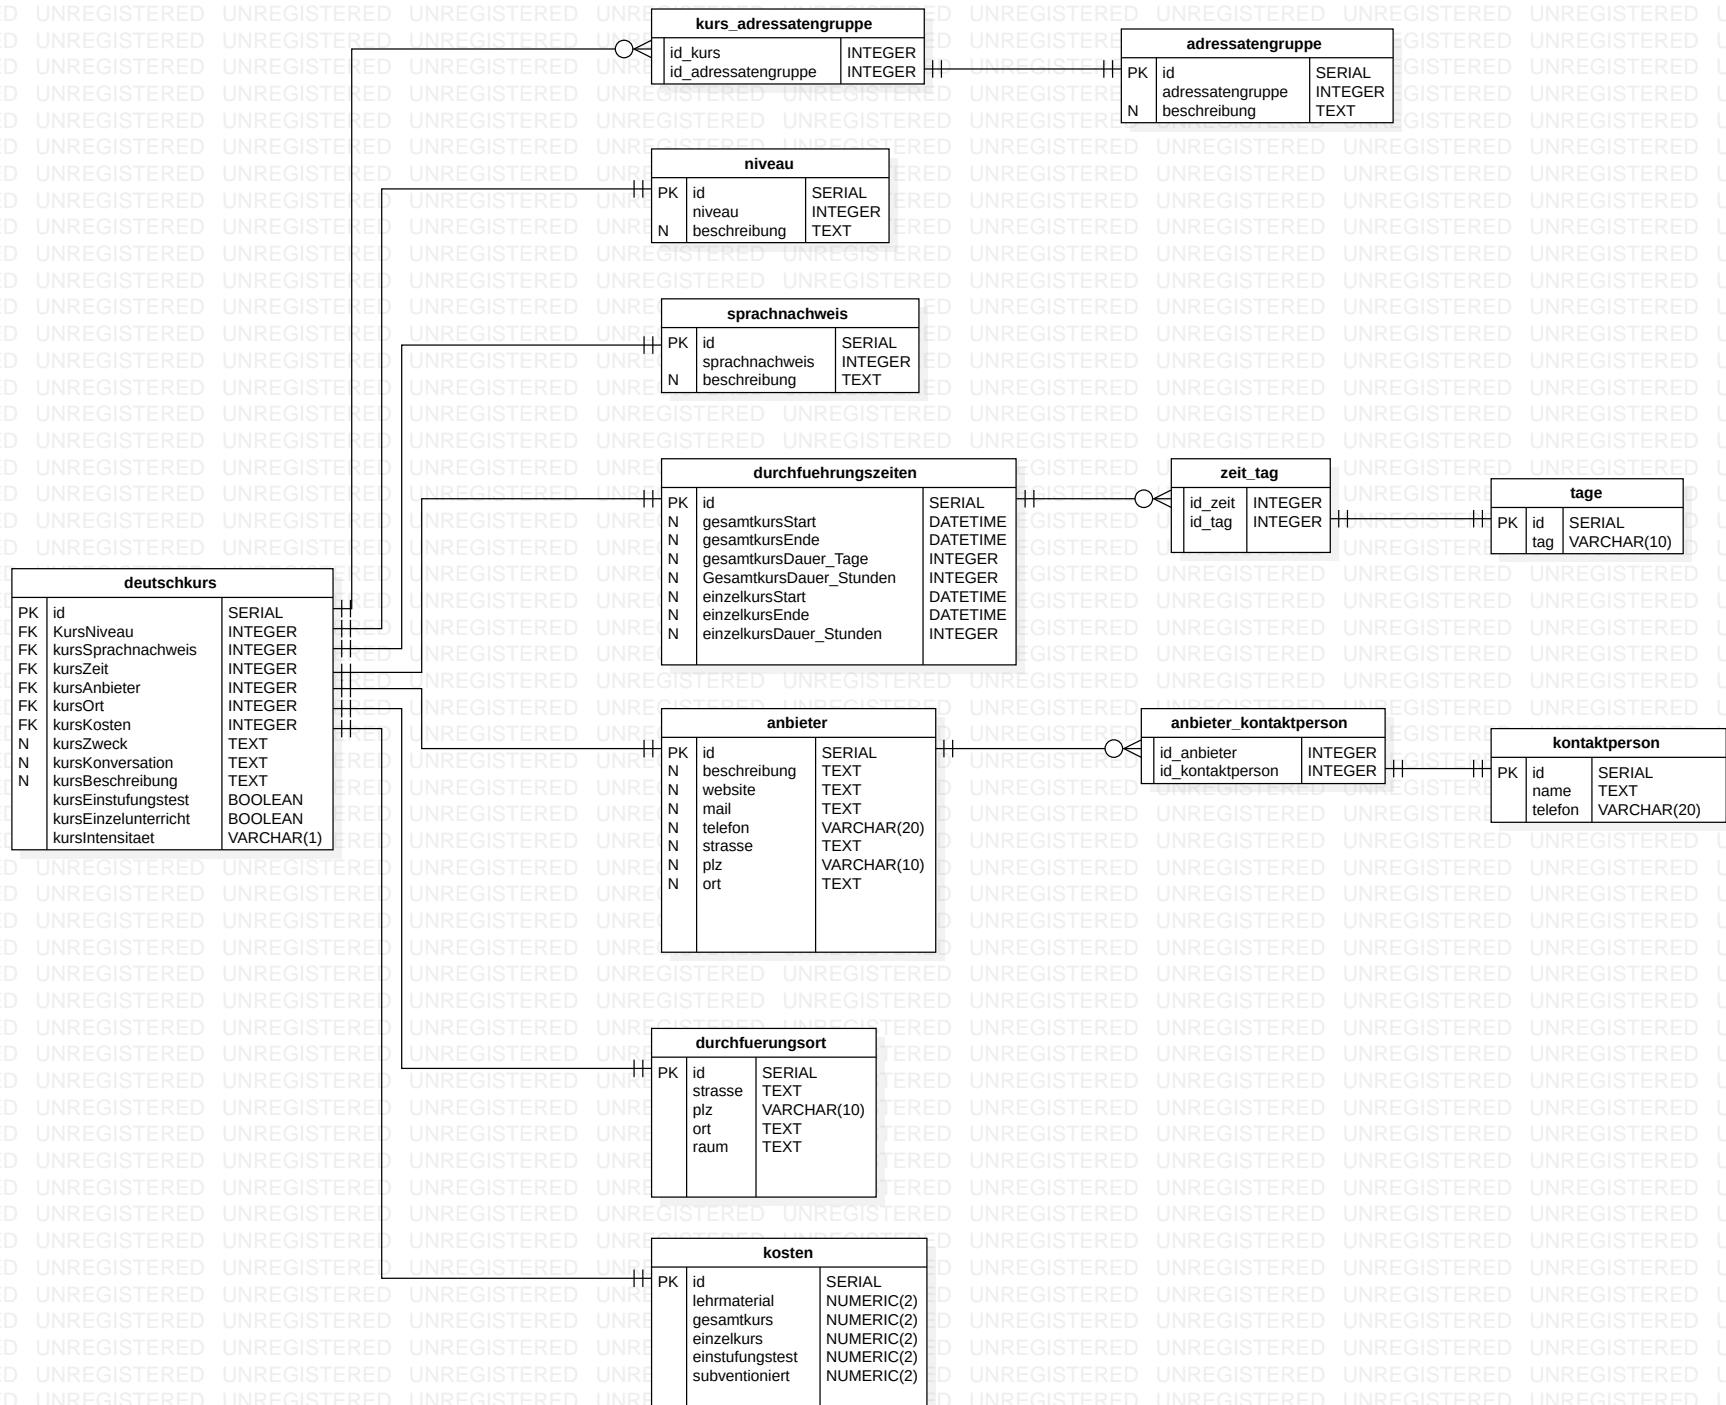 kurs_adressatengruppe
id_kurs INTEGER
id_adressatengruppe INTEGER
adressatengruppe
PK id SERIAL
adressatengruppe INTEGER
N beschreibung TEXT
niveau
PK id SERIAL
niveau INTEGER
N beschreibung TEXT
sprachnachweis
PK id SERIAL
sprachnachweis INTEGER
N beschreibung TEXT
durchfuehrungszeiten
PK id SERIAL
N gesamtkursStart DATETIME
N gesamtkursEnde DATETIME
N gesamtkursDauer_Tage INTEGER
N GesamtkursDauer_Stunden INTEGER
N einzelkursStart DATETIME
N einzelkursEnde DATETIME
N einzelkursDauer_Stunden INTEGER
zeit_tag
id_zeit INTEGER
id_tag INTEGER
tage
PK id SERIAL
tag VARCHAR(10)
deutschkurs
PK id SERIAL
FK KursNiveau INTEGER
FK kursSprachnachweis INTEGER
FK kursZeit INTEGER
FK kursAnbieter INTEGER
FK kursOrt INTEGER
FK kursKosten INTEGER
N kursZweck TEXT
N kursKonversation TEXT
N kursBeschreibung TEXT
kursEinstufungstest BOOLEAN
kursEinzelunterricht BOOLEAN
kursIntensitaet VARCHAR(1)
anbieter
PK id SERIAL
N beschreibung TEXT
N website TEXT
N mail TEXT
N telefon VARCHAR(20)
N strasse TEXT
N plz VARCHAR(10)
N ort TEXT
anbieter_kontaktperson
id_anbieter INTEGER
id_kontaktperson INTEGER
kontaktperson
PK id SERIAL
name TEXT
telefon VARCHAR(20)
durchfuerungsort
PK id SERIAL
strasse TEXT
plz VARCHAR(10)
ort TEXT
raum TEXT
kosten
PK id SERIAL
lehrmaterial NUMERIC(2)
gesamtkurs NUMERIC(2)
einzelkurs NUMERIC(2)
einstufungstest NUMERIC(2)
subventioniert NUMERIC(2)
UNREGISTERED